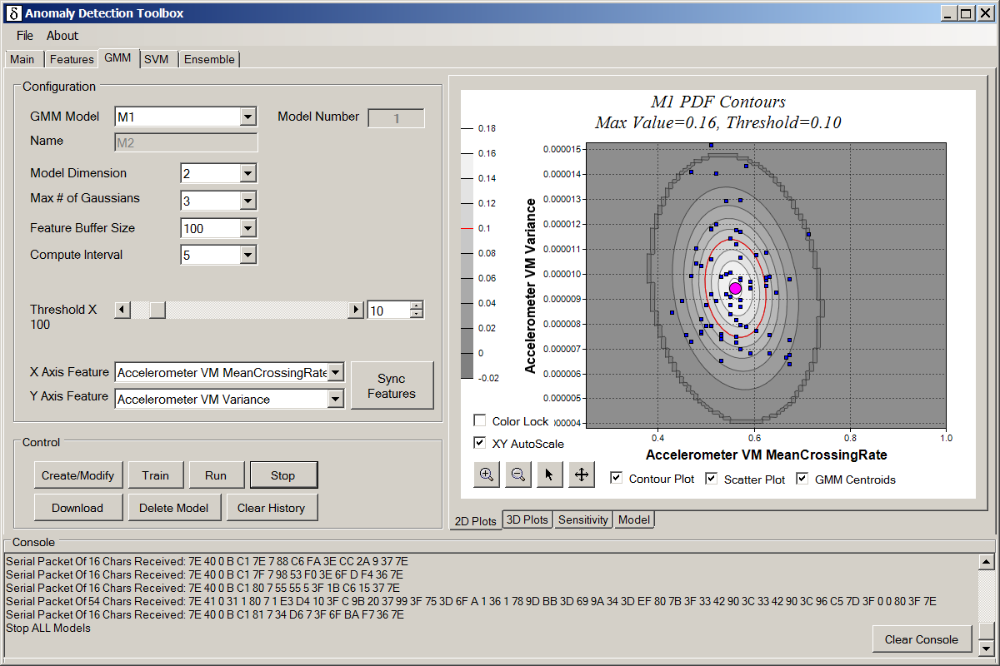 δ Anomaly Detection Toolbox
File About
Main Features GMM SVM Ensemble
Configuration
GMM Model M1 Model Number 1
Name M2
Model Dimension 2
Max # of Gaussians 3
Feature Buffer Size 100
Compute Interval 5
Threshold X
100
10
X Axis Feature Accelerometer VM MeanCrossingRate
Y Axis Feature Accelerometer VM Variance
Sync
Features
Control
Create/Modify Train Run Stop
Download Delete Model Clear History
M1 PDF Contours
Max Value=0.16, Threshold=0.10
0.18
0.16
0.14
0.12
0.1
0.08
0.06
0.04
0.02
0
-0.02
Accelerometer VM Variance
0.000015
0.000014
0.000013
0.000012
0.000011
0.000010
0.000009
0.000008
0.000007
0.000006
0.000005
000004
0.4 0.6 0.8 1.0
Accelerometer VM MeanCrossingRate
Color Lock
XY AutoScale
Contour Plot Scatter Plot GMM Centroids
2D Plots 3D Plots Sensitivity Model
Console
Serial Packet Of 16 Chars Received: 7E 40 0 B C1 7E 7 88 C6 FA 3E CC 2A 9 37 7E
Serial Packet Of 16 Chars Received: 7E 40 0 B C1 7F 7 98 53 F0 3E 6F D F4 36 7E
Serial Packet Of 16 Chars Received: 7E 40 0 B C1 80 7 55 55 5 3F 1B C6 15 37 7E
Serial Packet Of 54 Chars Received: 7E 41 0 31 1 80 7 1 E3 D4 10 3F C 9B 20 37 99 3F 75 3D 6F A 1 36 1 78 9D BB 3D 69 9A 34 3D EF 80 7B 3F 33 42 90 3C 33 42 90 3C 96 C5 7D 3F 0 0 80 3F 7E
Serial Packet Of 16 Chars Received: 7E 40 0 B C1 81 7 34 D6 7 3F 6F BA F7 36 7E
Stop ALL Models
Clear Console